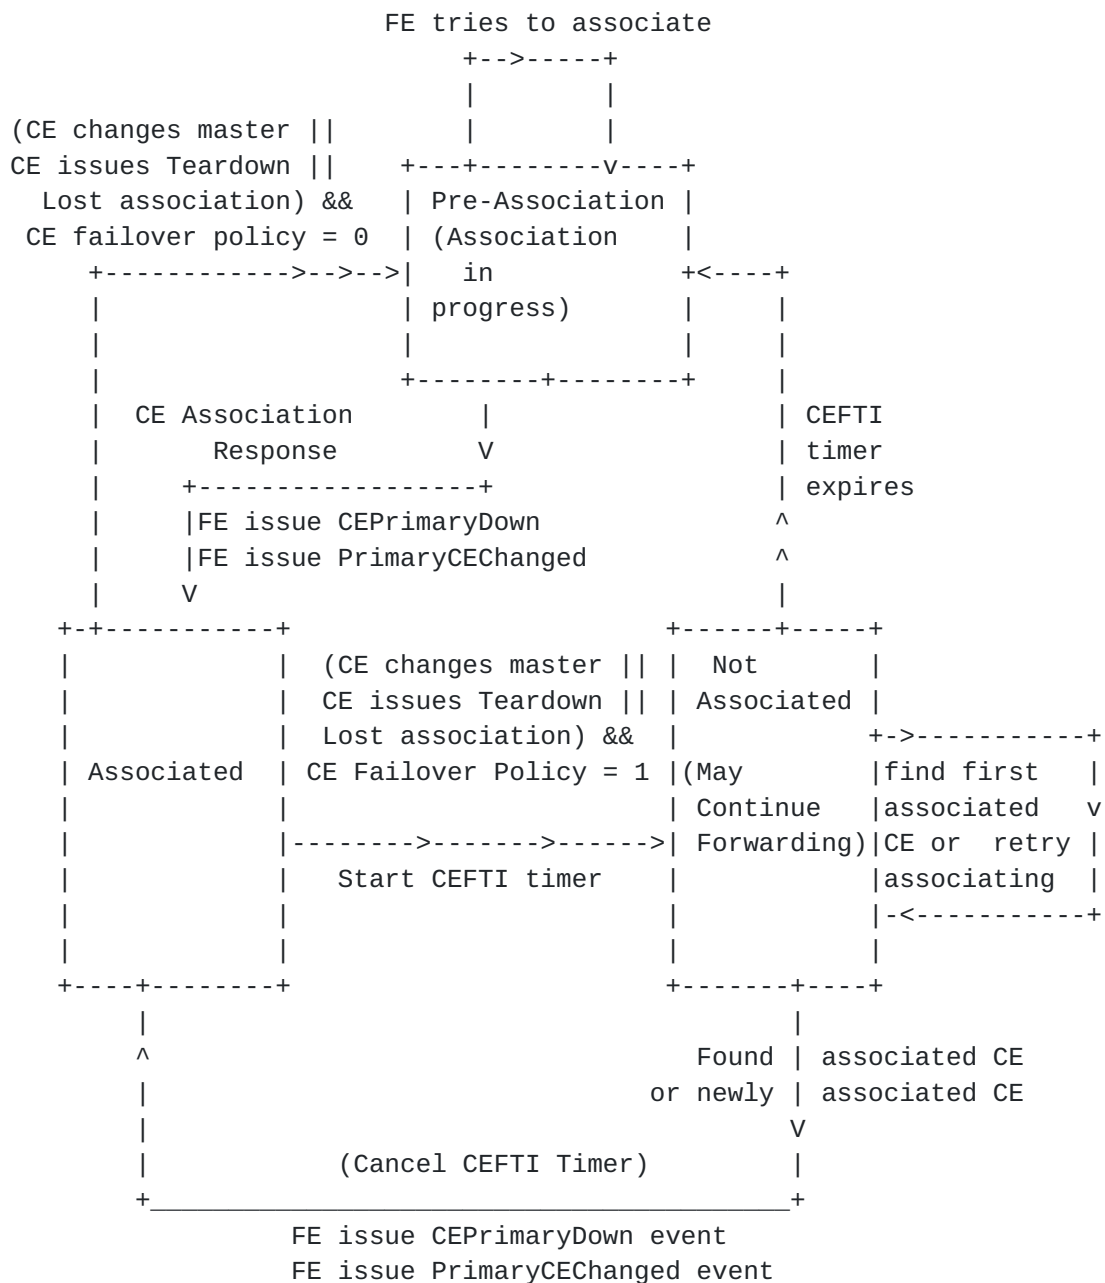 FE tries to associate
(CE changes master ||
CE issues Teardown ||
Lost association) && | Pre-Association |
CE failover policy = 0 | (Association |
in
progress)
CE Association | CEFTI
Response V | timer
expires
|FE issue CEPrimaryDown ^
|FE issue PrimaryCEChanged ^
V
(CE changes master || | Not |
CE issues Teardown || | Associated |
Lost association) &&
| Associated | CE Failover Policy = 1 |(May |find first |
Continue |associated v
Forwarding)|CE or retry |
Start CEFTI timer |associating |
^ Found | associated CE
or newly | associated CE
V
(Cancel CEFTI Timer)
FE issue CEPrimaryDown event
FE issue PrimaryCEChanged event